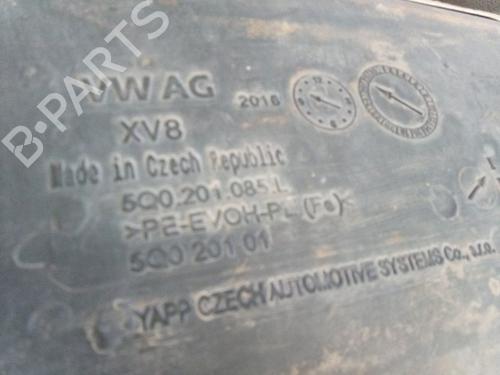 B-PARTS
VW AG
2016
XV8
Made in Czech Republic
5Q0.201.085 L
>PE-EVOH-PE (Fe)<
5Q0 201 01
YAPP CZECH AUTOMOTIVE SYSTEMS Co., s.r.o.